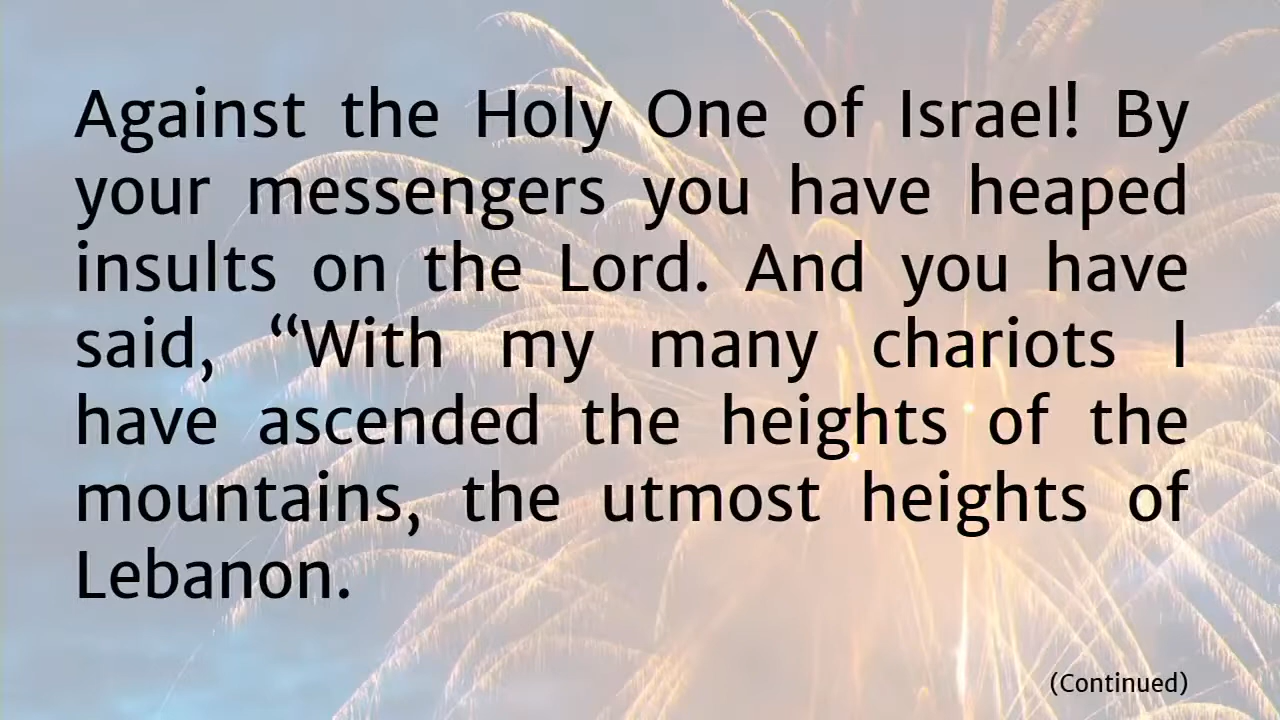 Against the Holy One of Israel! By
your messengers you have heaped
insults on the Lord. And you have
said, “With my many chariots I
have ascended the heights of the
mountains, the utmost heights of
Lebanon.
(Continued)